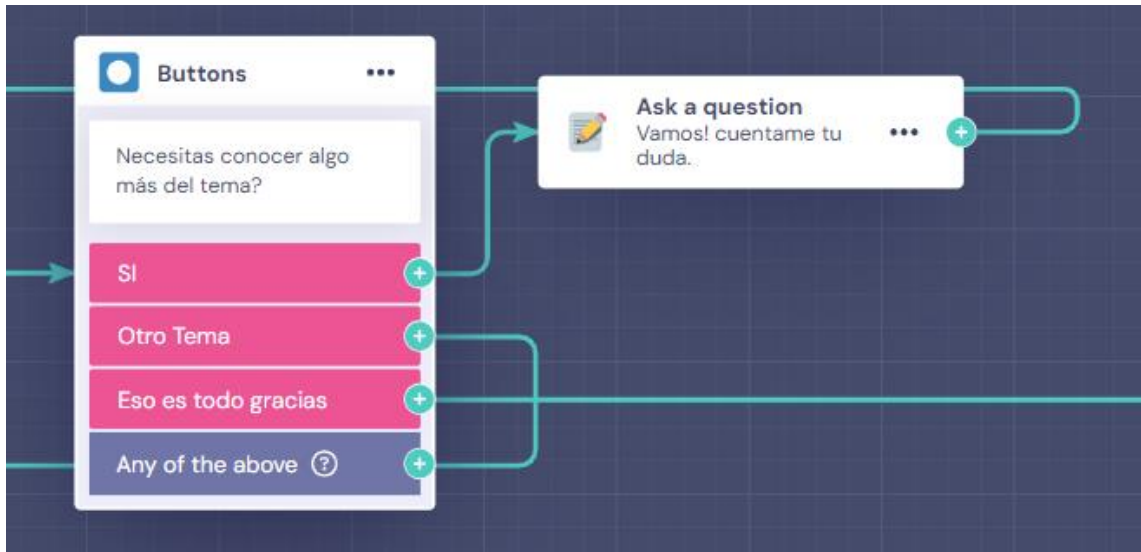 Buttons
Necesitas conocer algo
más del tema?
SI
Otro Tema
Eso es todo gracias
Any of the above
Ask a question
Vamos! cuentame tu
duda.